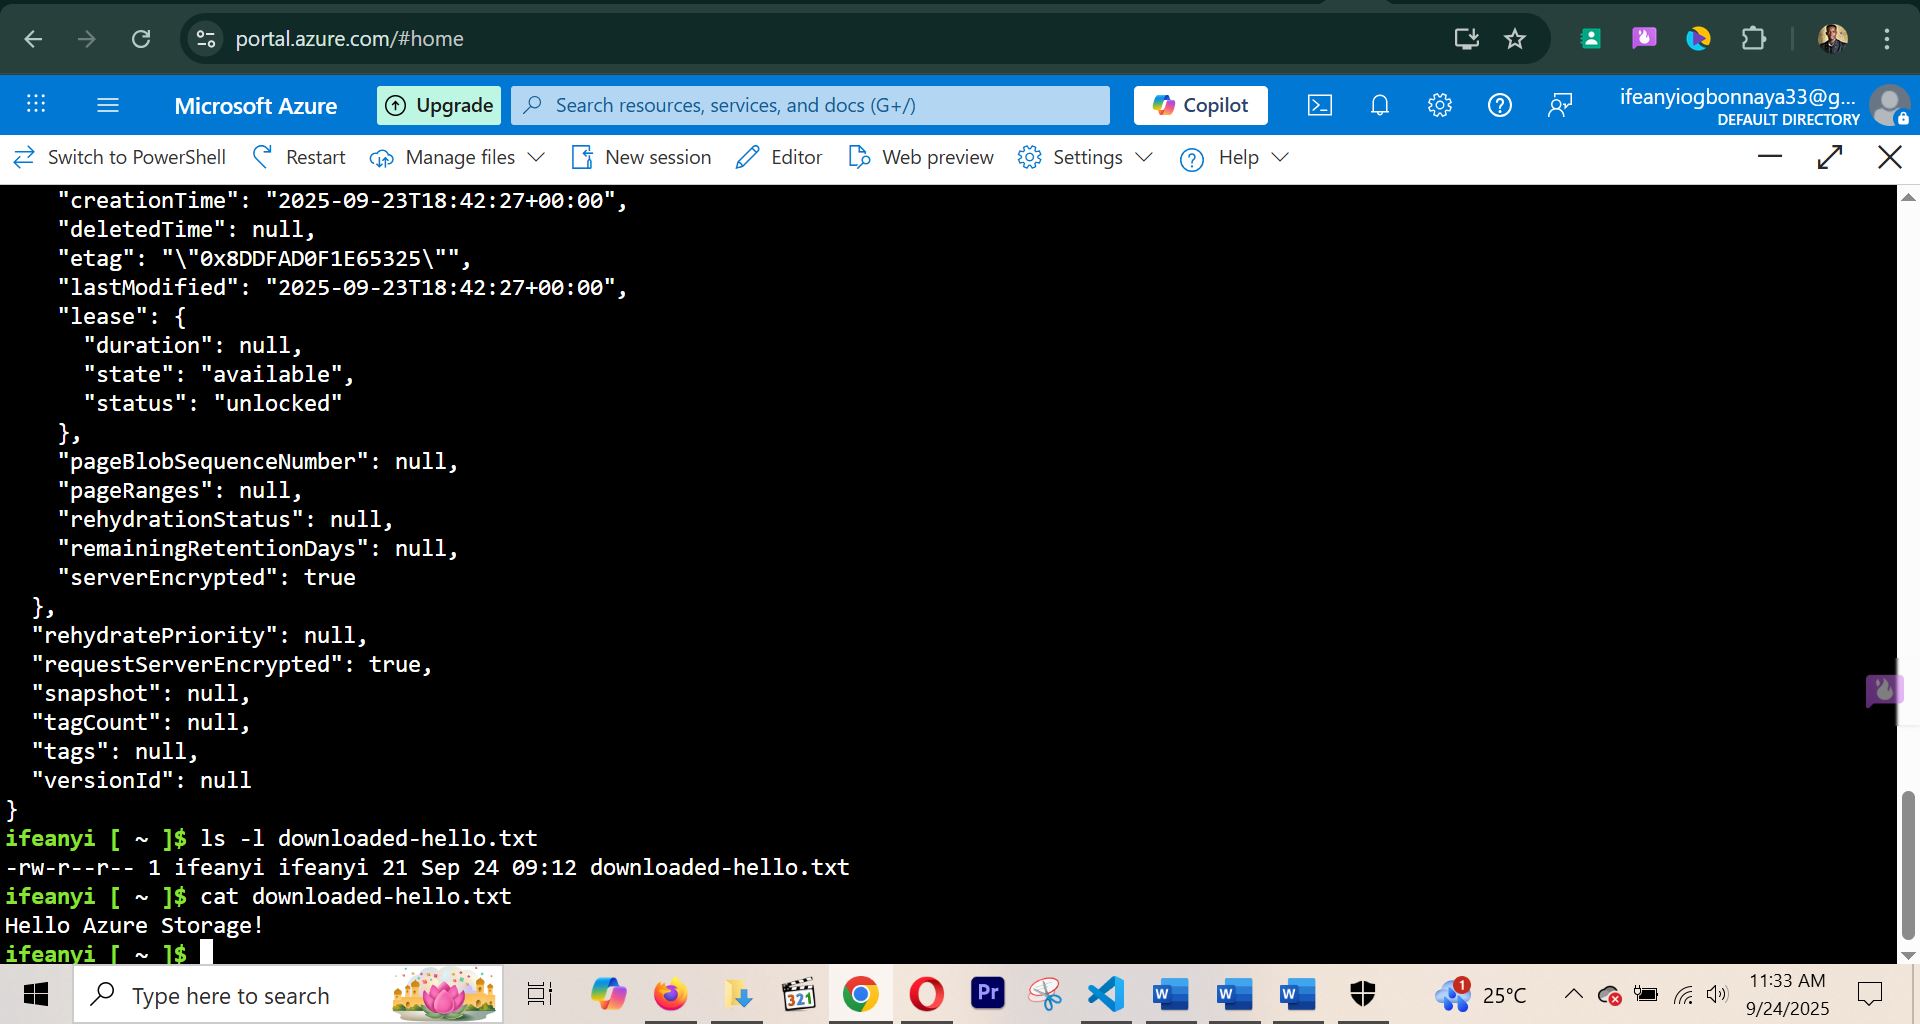 portal.azure.com/#home
Microsoft Azure
Upgrade
Search resources, services, and docs (G+/)
Copilot
ifeanyiogbonnaya33@g...
DEFAULT DIRECTORY
Switch to PowerShell
Restart
Manage files
New session
Editor
Web preview
Settings
Help
"creationTime": "2025-09-23T18:42:27+00:00",
"deletedTime": null,
"etag": "\"0x8DDFAD0F1E65325\"",
"lastModified": "2025-09-23T18:42:27+00:00",
"lease": {
"duration": null,
"state": "available",
"status": "unlocked"
},
"pageBlobSequenceNumber": null,
"pageRanges": null,
"rehydrationStatus": null,
"remainingRetentionDays": null,
"serverEncrypted": true
},
"rehydratePriority": null,
"requestServerEncrypted": true,
"snapshot": null,
"tagCount": null,
"tags": null,
"versionId": null
}
ifeanyi [ ~ ]$ ls -l downloaded-hello.txt
-rw-r--r-- 1 ifeanyi ifeanyi 21 Sep 24 09:12 downloaded-hello.txt
ifeanyi [ ~ ]$ cat downloaded-hello.txt
Hello Azure Storage!
ifeanyi [ ~ ]$
Type here to search
321
Pr
W
W
W
1
25°C
11:33 AM
9/24/2025